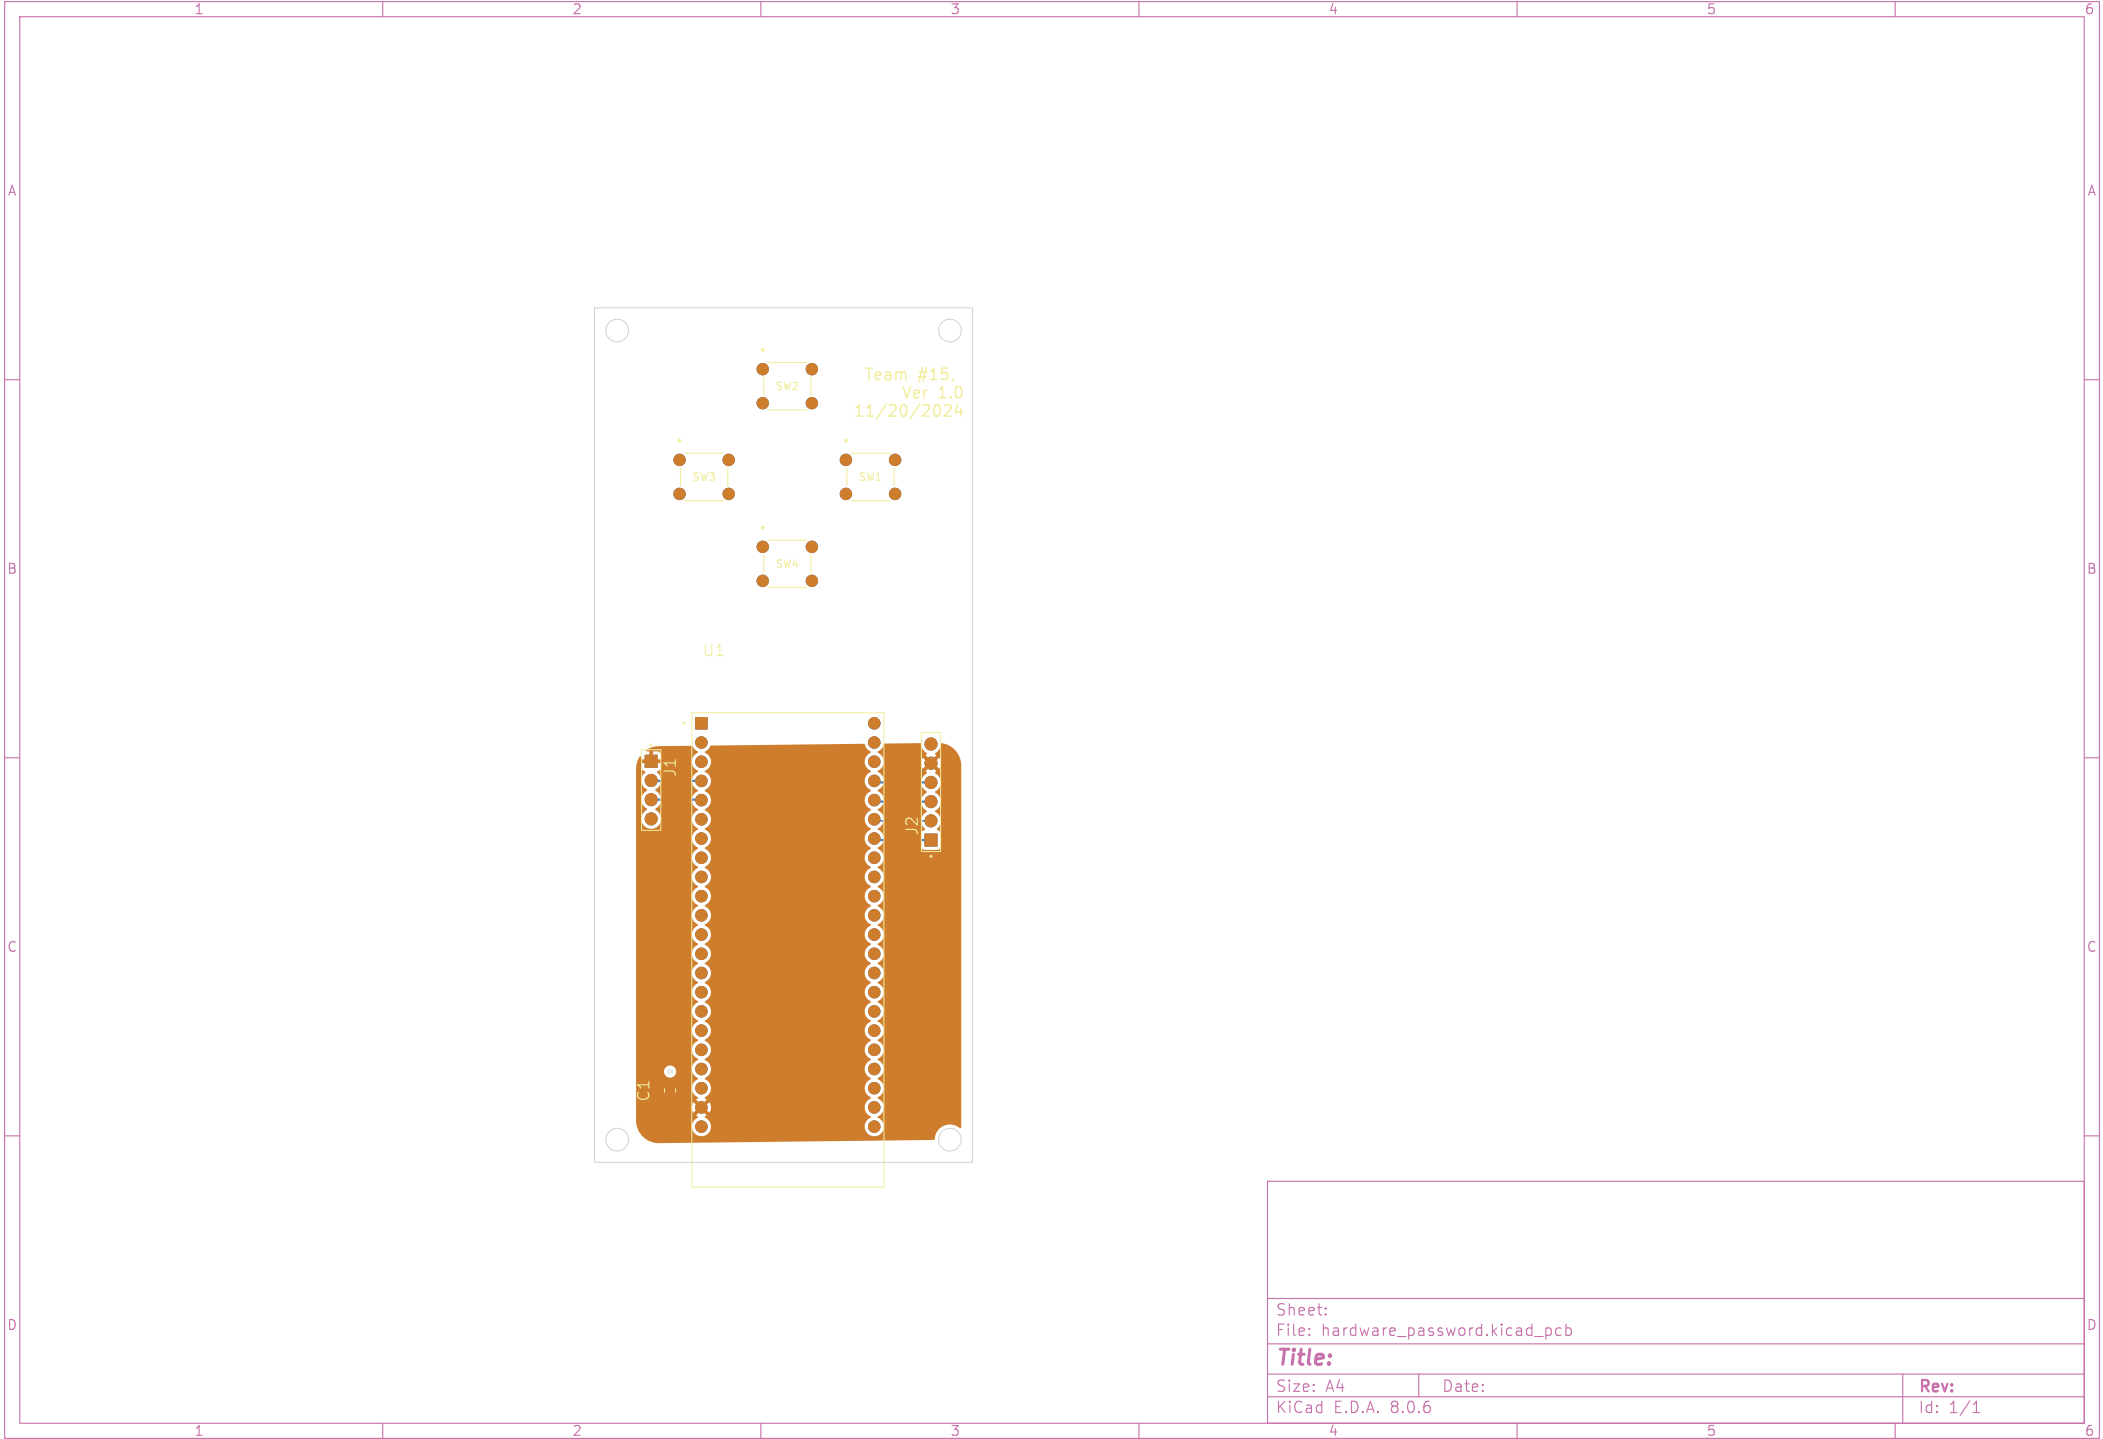 1 2 3 4 5 6
A A
SW2
Team #15,
Ver 1.0
11/20/2024
SW3 SW1
SW4
B B
U1
J1
J2
C C
C1
Sheet:
File: hardware_password.kicad_pcb
D D
Title:
Size: A4 Date: Rev:
KiCad E.D.A. 8.0.6 Id: 1/1
1 2 3 4 5 6